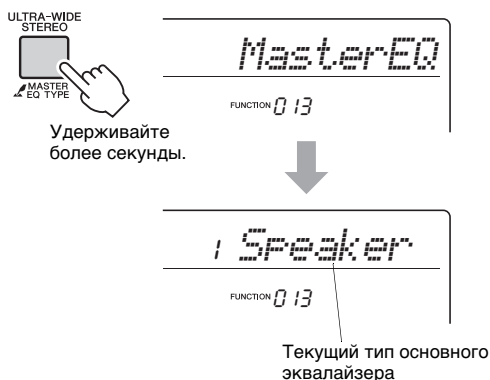 ULTRA-WIDE
STEREO
MASTER
EQ TYPE
Удерживайте
более секунды.
MasterEQ
FUNCTION 013
1 Speaker
FUNCTION 013
Текущий тип основного
эквалайзера